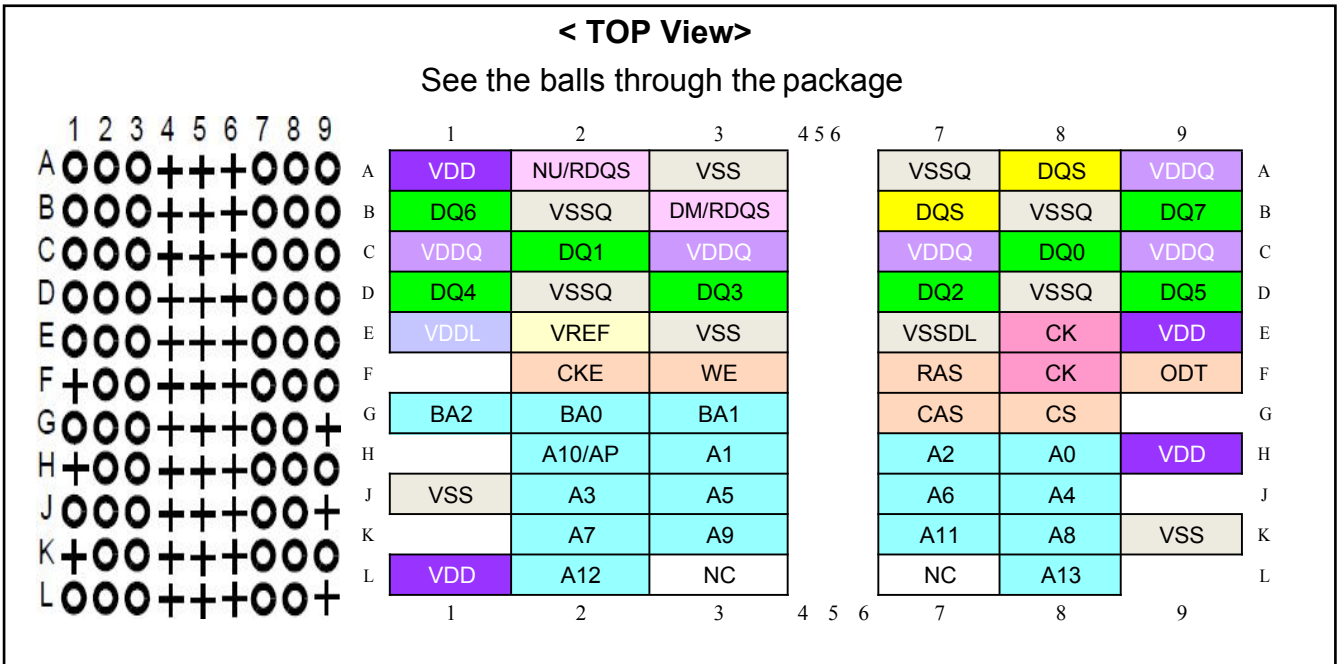 < TOP View>
See the balls through the package
1 2 3 4 5 6 7 8 9
A
B
C
D
E
F
G
H
J
K
L
1 2 3 4 5 6 7 8 9
A VDD NU/RDQS VSS VSSQ DQS VDDQ A
B DQ6 VSSQ DM/RDQS DQS VSSQ DQ7 B
C VDDQ DQ1 VDDQ VDDQ DQ0 VDDQ C
D DQ4 VSSQ DQ3 DQ2 VSSQ DQ5 D
E VDDL VREF VSS VSSDL CK VDD E
F CKE WE RAS CK ODT F
G BA2 BA0 BA1 CAS CS G
H A10/AP A1 A2 A0 VDD H
J VSS A3 A5 A6 A4 J
K A7 A9 A11 A8 VSS K
L VDD A12 NC NC A13 L
1 2 3 4 5 6 7 8 9